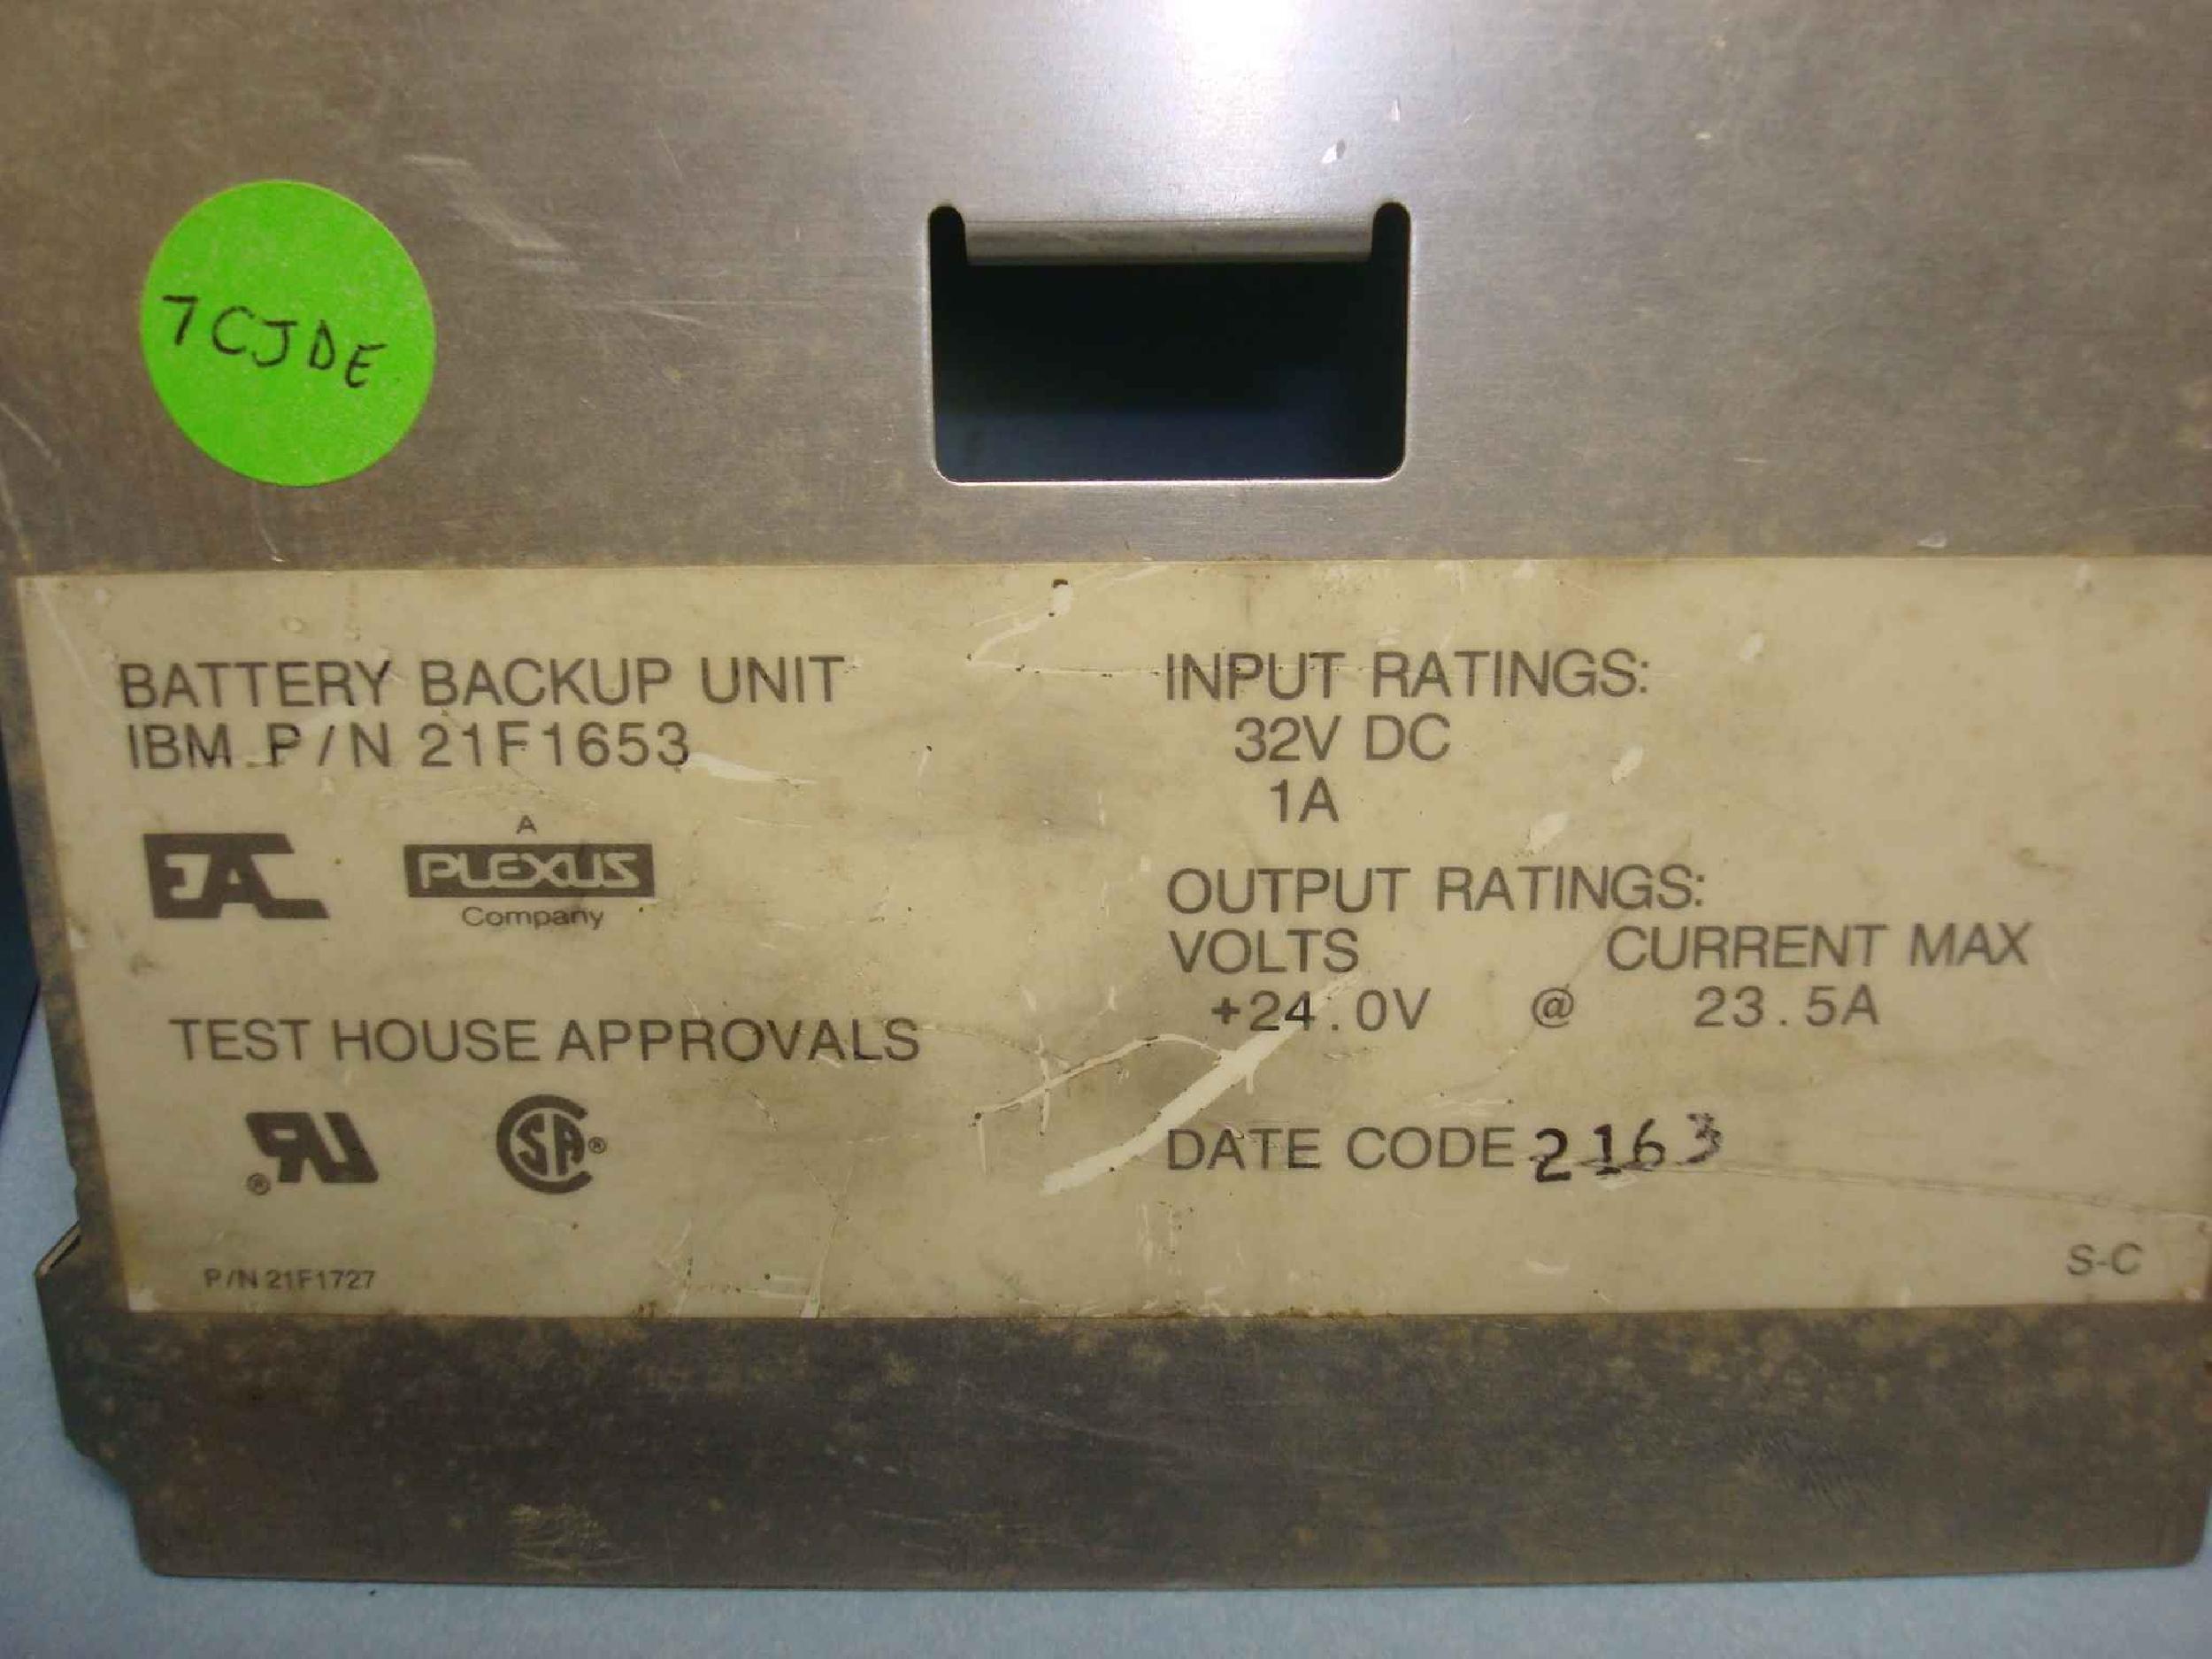 7CJDE
BATTERY BACKUP UNIT
IBM P/N 21F1653
A
PLEXUS
Company
TEST HOUSE APPROVALS
P/N 21F1727
INPUT RATINGS:
32V DC
1A
OUTPUT RATINGS:
VOLTS CURRENT MAX
+24.0V @ 23.5A
DATE CODE 2163
S-C